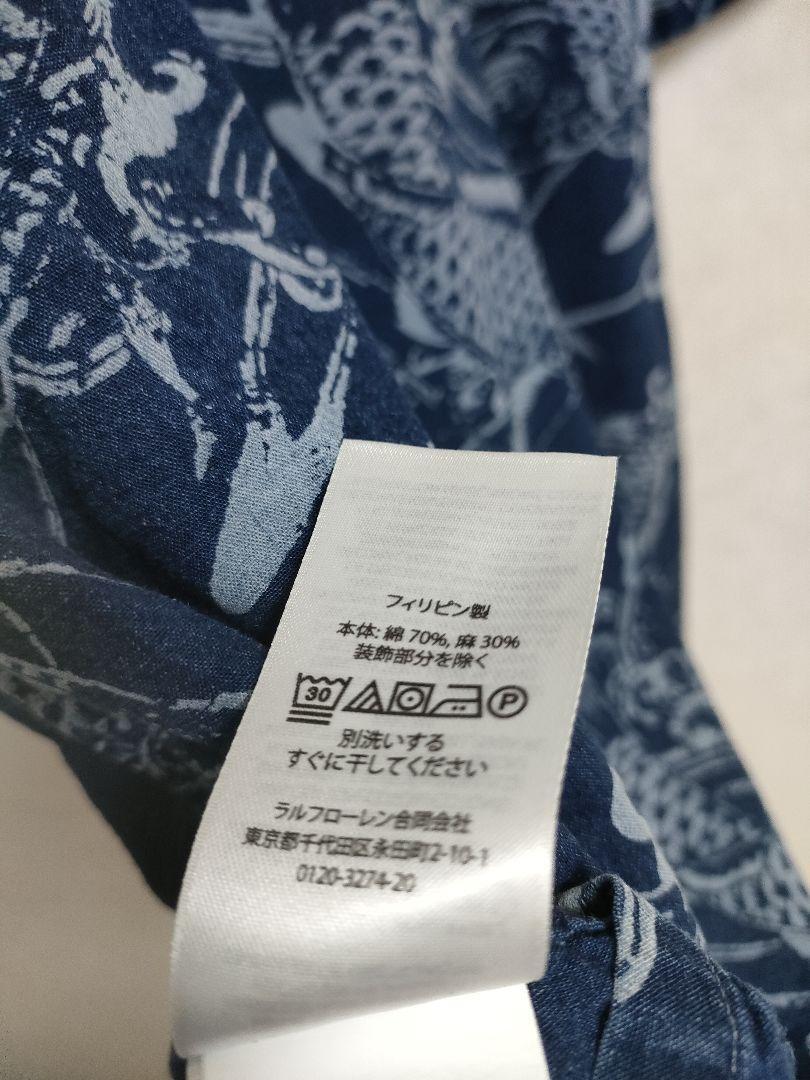 フィリピン製
本体: 綿 70%, 麻 30%
装飾部分を除く
30 P
別洗いする
すぐに干してください
ラルフローレン合同会社
東京都千代田区永田町2-10-1
0120-3274-20